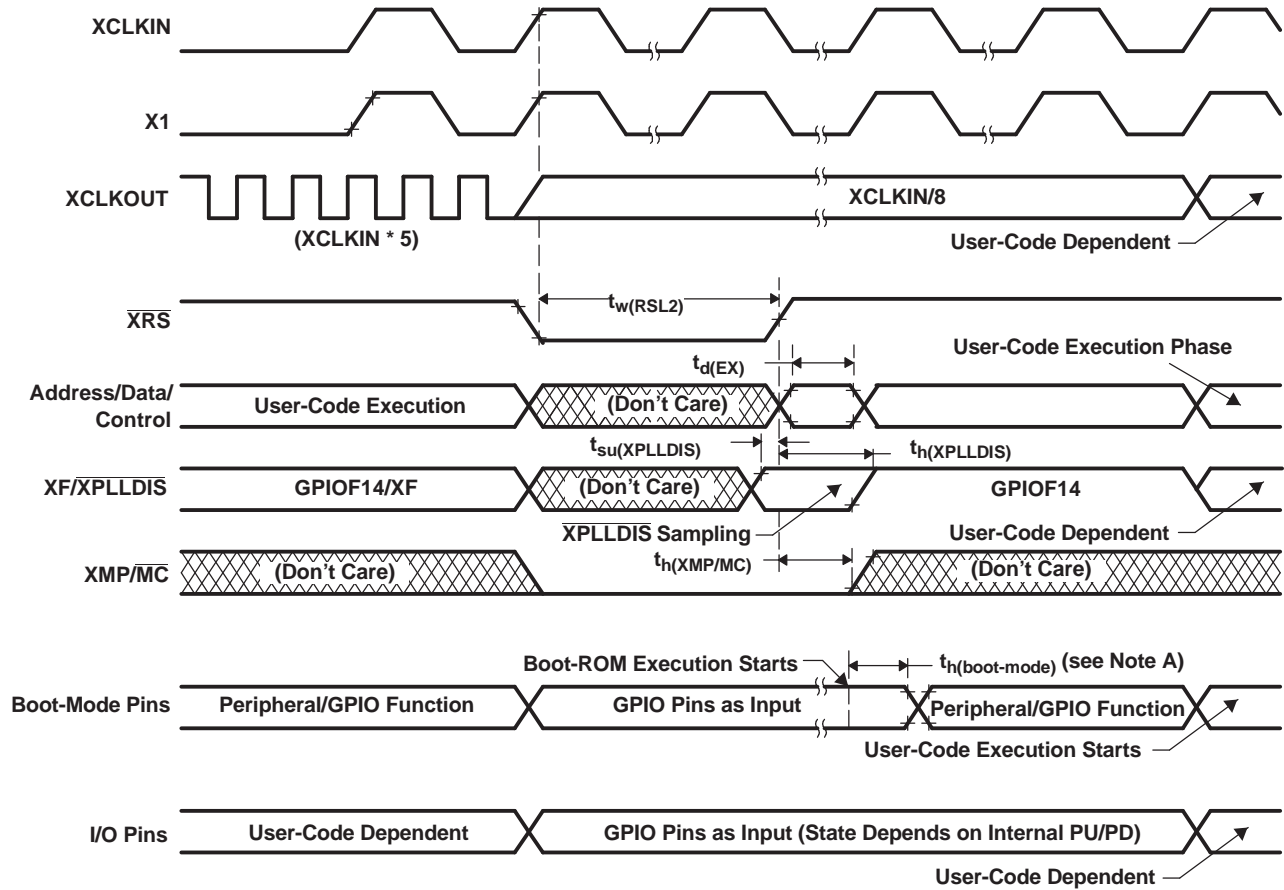 XCLKIN
X1
XCLKOUT
XCLKIN/8
(XCLKIN * 5)
User-Code Dependent
tw(RSL2)
XRS
User-Code Execution Phase
td(EX)
Address/Data/
Control
User-Code Execution
(Don't Care)
tsu(XPLLDIS)
th(XPLLDIS)
XF/XPLLDIS
GPIOF14/XF
(Don't Care)
GPIOF14
XPLLDIS Sampling
User-Code Dependent
th(XMP/MC)
XMP/MC
(Don't Care)
(Don't Care)
Boot-ROM Execution Starts
th(boot-mode) (see Note A)
Boot-Mode Pins
Peripheral/GPIO Function
GPIO Pins as Input
Peripheral/GPIO Function
User-Code Execution Starts
I/O Pins
User-Code Dependent
GPIO Pins as Input (State Depends on Internal PU/PD)
User-Code Dependent